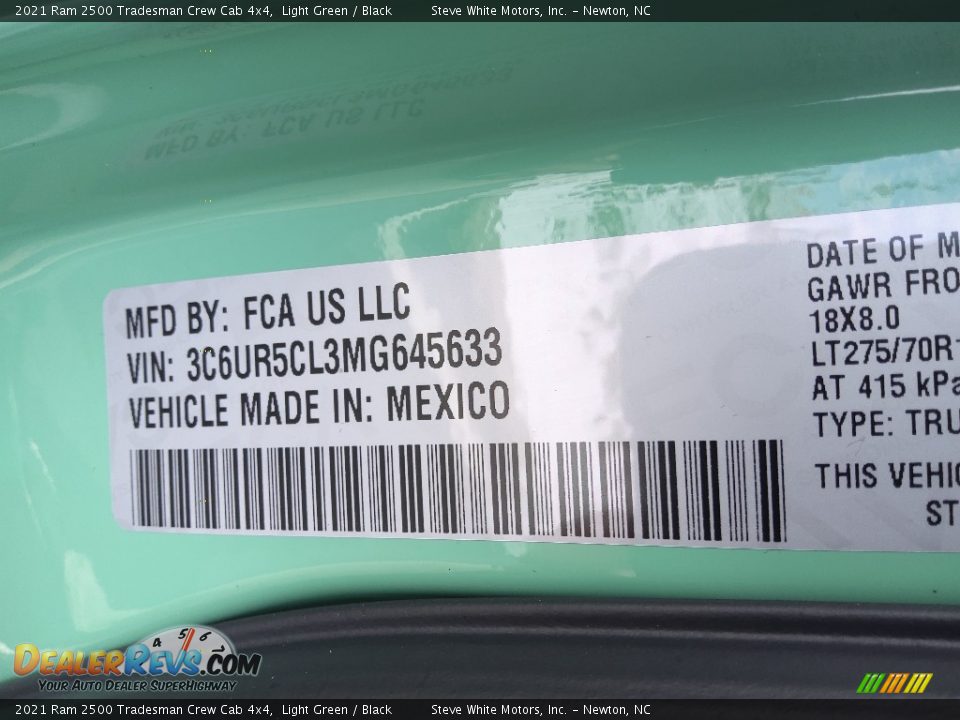 2021 Ram 2500 Tradesman Crew Cab 4x4, Light Green / Black Steve White Motors, Inc. - Newton, NC
MFD BY: FCA US LLC
VIN: 3C6UR5CL3MG645633
VEHICLE MADE IN: MEXICO
DATE OF M
GAWR FRO
18X8.0
LT275/70R1
AT 415 kPa
TYPE: TRU
THIS VEHIC
ST
4 5 6
DEALERREVS.COM
YOUR AUTO DEALER SUPERHIGHWAY
2021 Ram 2500 Tradesman Crew Cab 4x4, Light Green / Black Steve White Motors, Inc. - Newton, NC